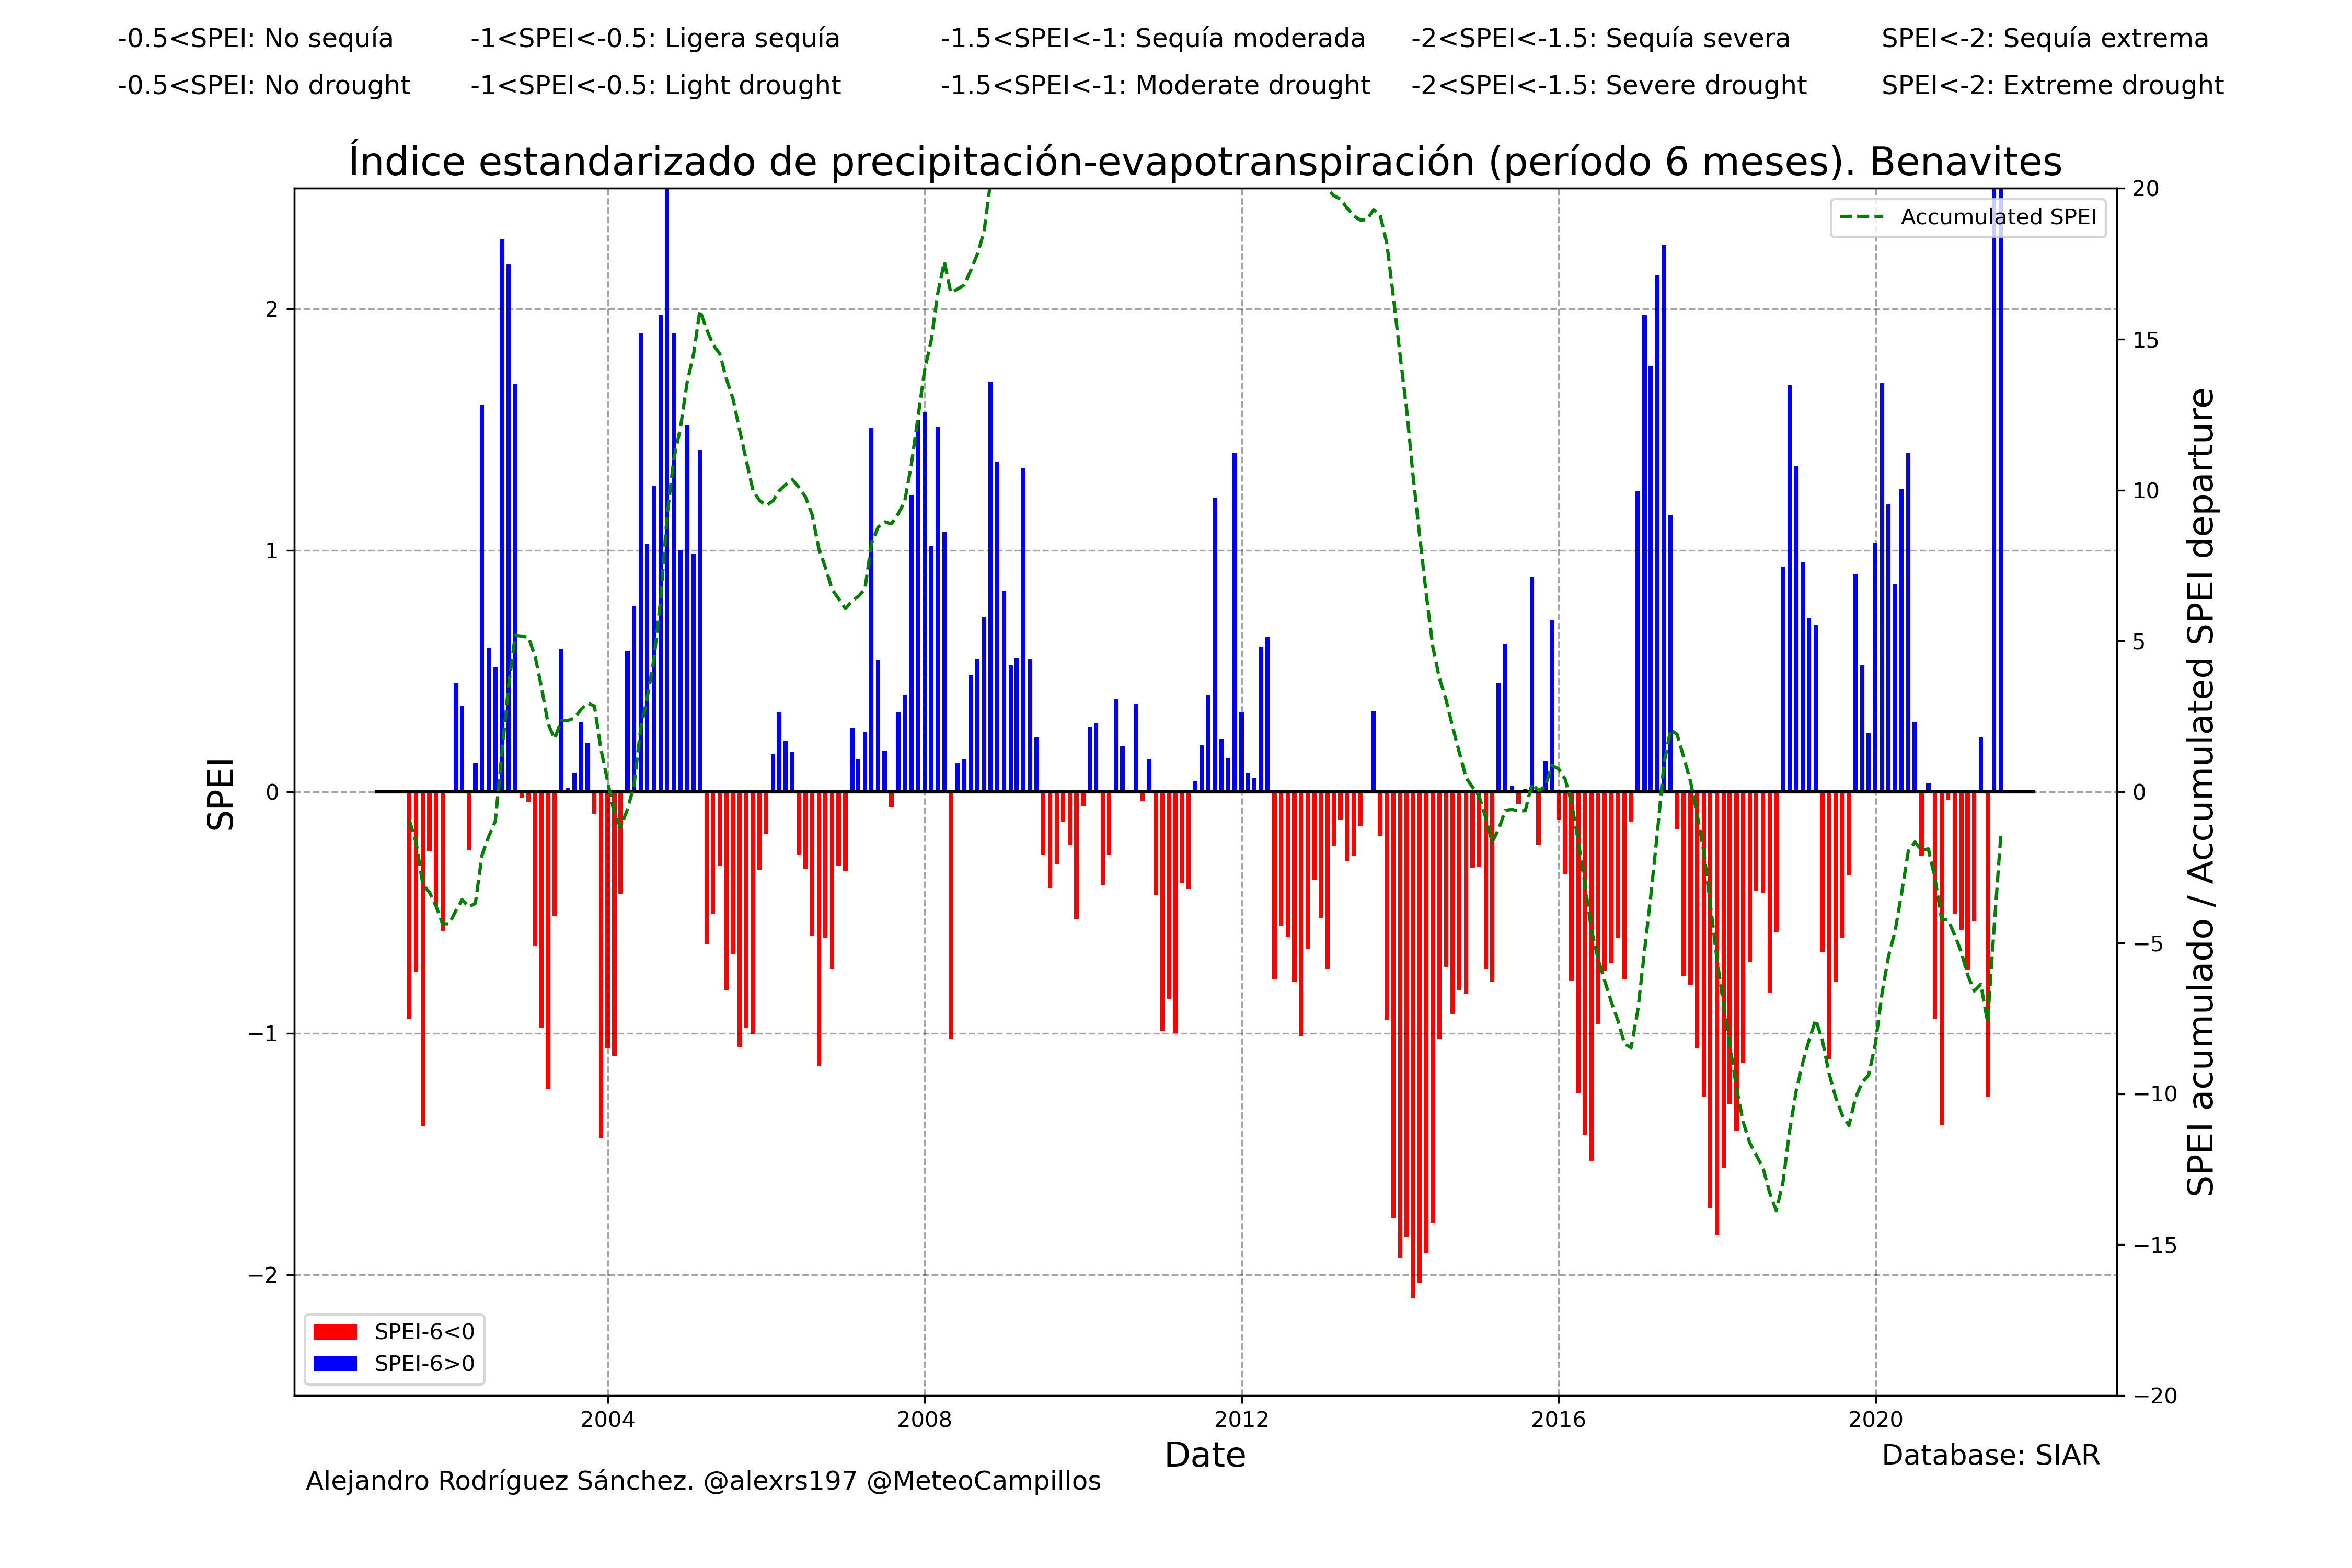 -0.5<SPEI: No sequía -1<SPEI<-0.5: Ligera sequía -1.5<SPEI<-1: Sequía moderada -2<SPEI<-1.5: Sequía severa SPEI<-2: Sequía extrema
-0.5<SPEI: No drought -1<SPEI<-0.5: Light drought -1.5<SPEI<-1: Moderate drought -2<SPEI<-1.5: Severe drought SPEI<-2: Extreme drought
Índice estandarizado de precipitación-evapotranspiración (período 6 meses). Benavites
Accumulated SPEI
SPEI
2
1
0
−1
−2
20
15
10
5
0
−5
−10
−15
−20
SPEI acumulado / Accumulated SPEI departure
SPEI-6<0
SPEI-6>0
2004 2008 2012 2016 2020
Date
Database: SIAR
Alejandro Rodríguez Sánchez. @alexrs197 @MeteoCampillos